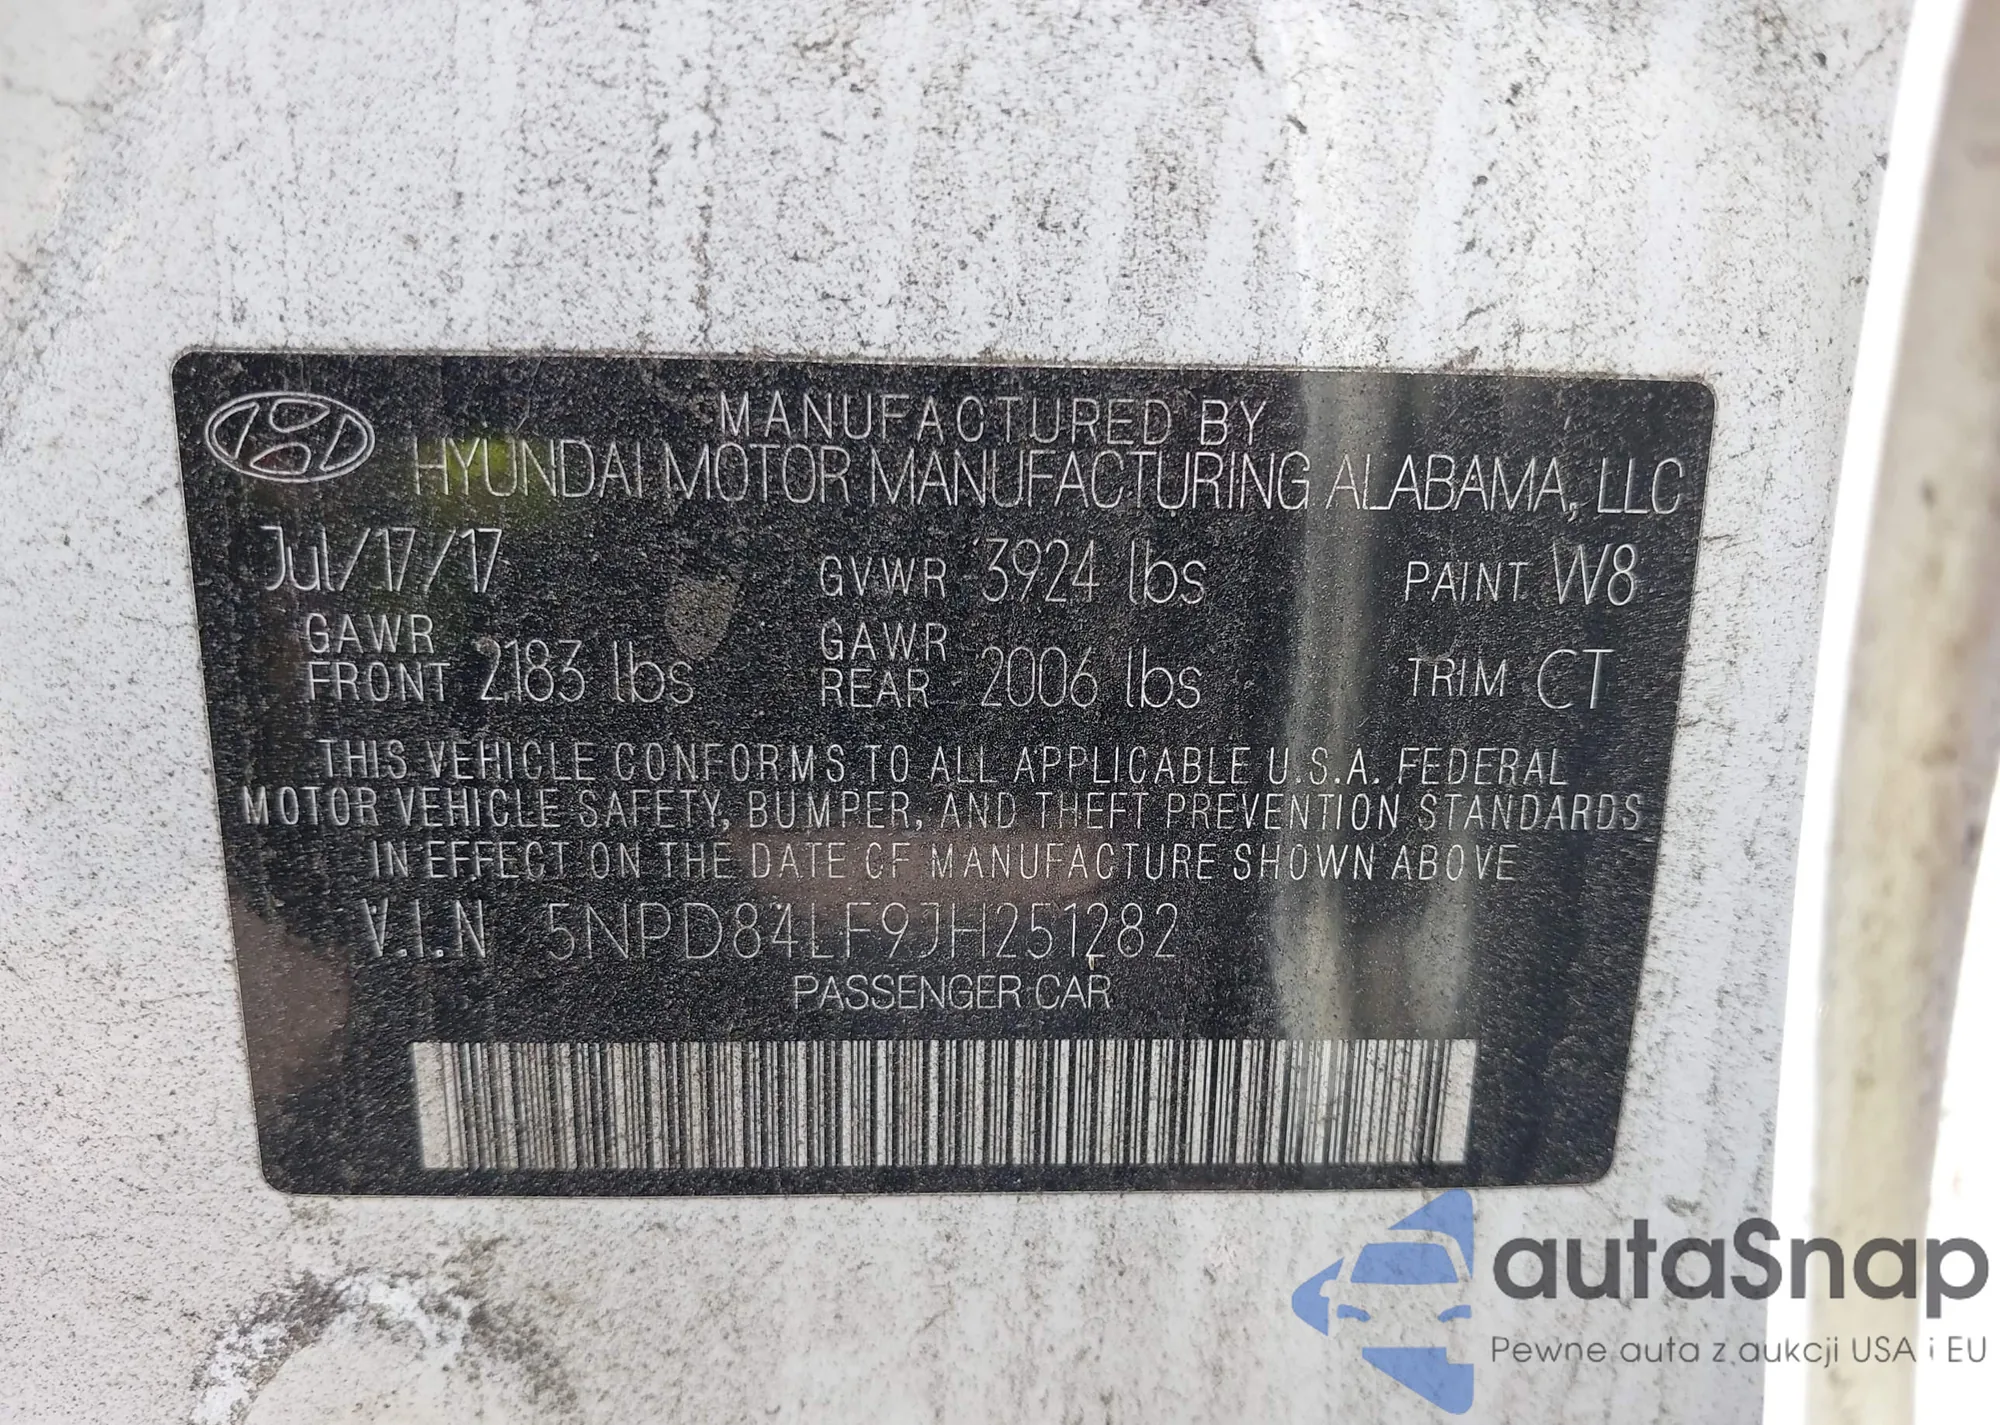 MANUFACTURED BY
HYUNDAI MOTOR MANUFACTURING ALABAMA, LLC
Jul/17/17 GVWR 3924 lbs PAINT W8
GAWR FRONT 2183 lbs GAWR REAR 2006 lbs TRIM CT
THIS VEHICLE CONFORMS TO ALL APPLICABLE U.S.A. FEDERAL
MOTOR VEHICLE SAFETY, BUMPER, AND THEFT PREVENTION STANDARDS
IN EFFECT ON THE DATE OF MANUFACTURE SHOWN ABOVE
V.I.N 5NPD84LF9JH251282
PASSENGER CAR
autaSnap
Pewne auta z aukcji USA i EU